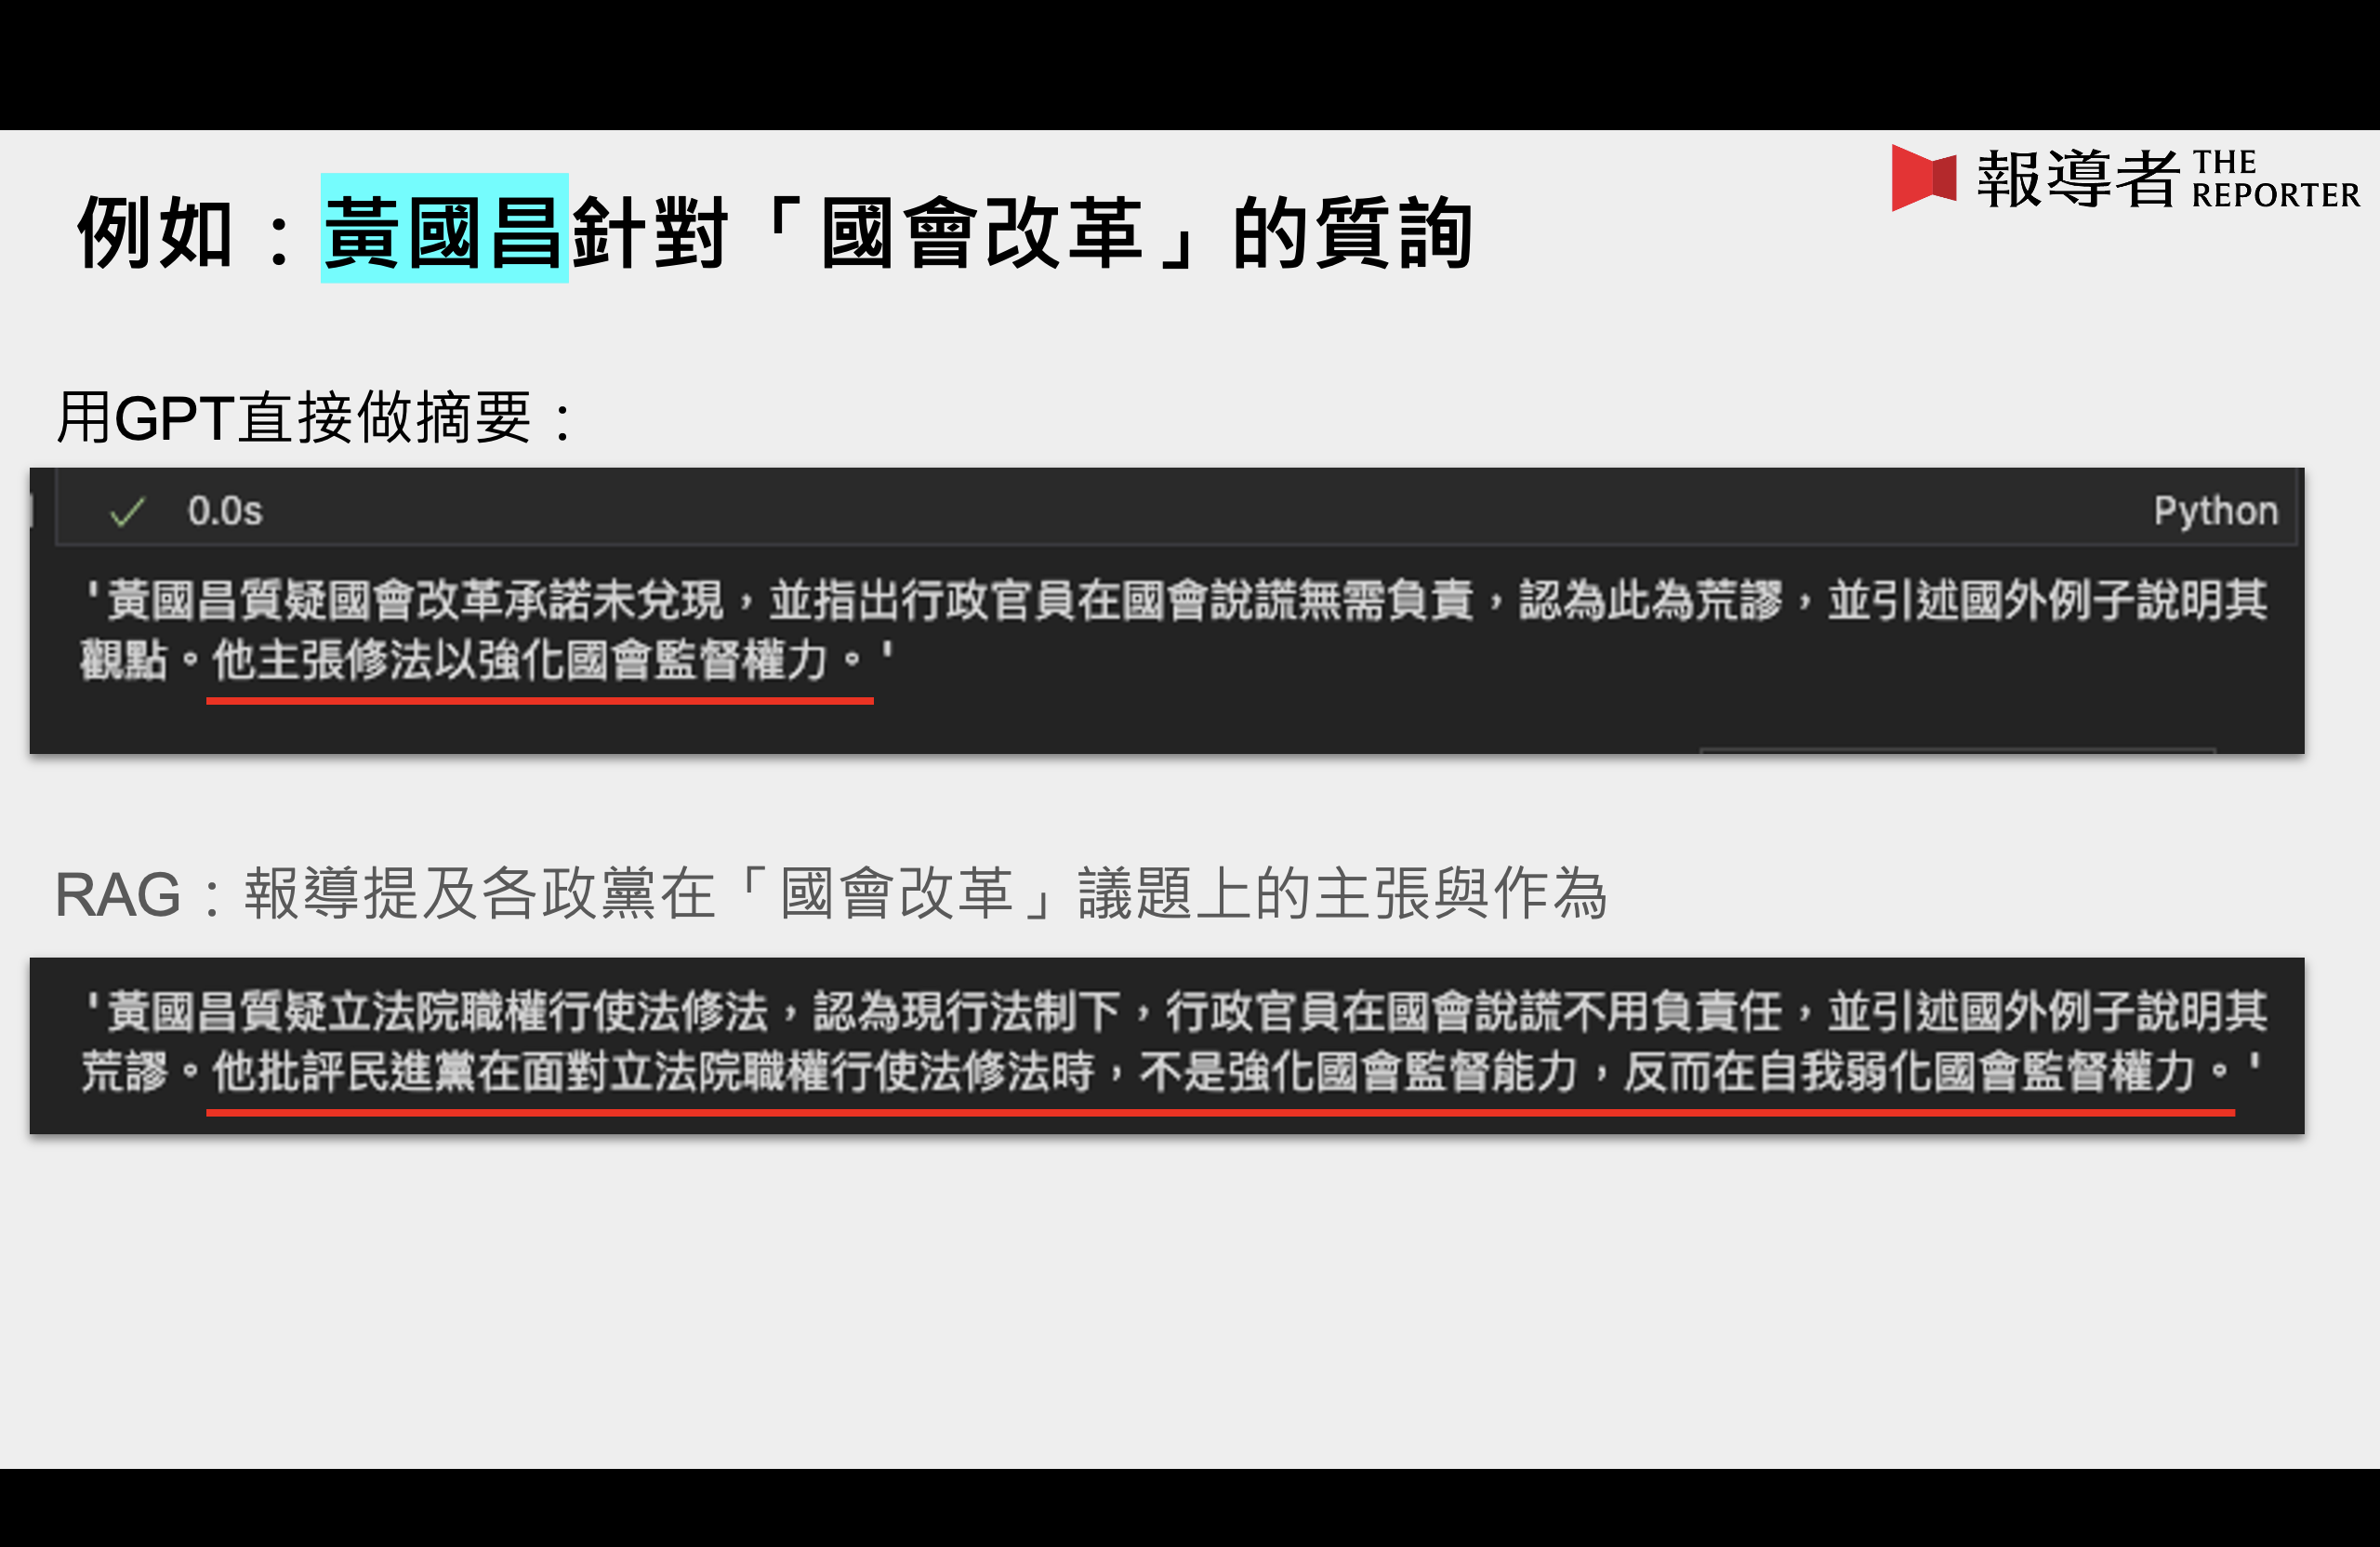 報導者 THE
REPORTER
例如：黃國昌針對「國會改革」的質詢
用GPT直接做摘要：
0.0s
Python
'黃國昌質疑國會改革承諾未兌現，並指出行政官員在國會說謊無需負責，認為此為荒謬，並引述國外例子說明其
觀點。他主張修法以強化國會監督權力。'
RAG：報導提及各政黨在「國會改革」議題上的主張與作為
'黃國昌質疑立法院職權行使法修法，認為現行法制下，行政官員在國會說謊不用負責任，並引述國外例子說明其
荒謬。他批評民進黨在面對立法院職權行使法修法時，不是強化國會監督能力，反而在自我弱化國會監督權力。'